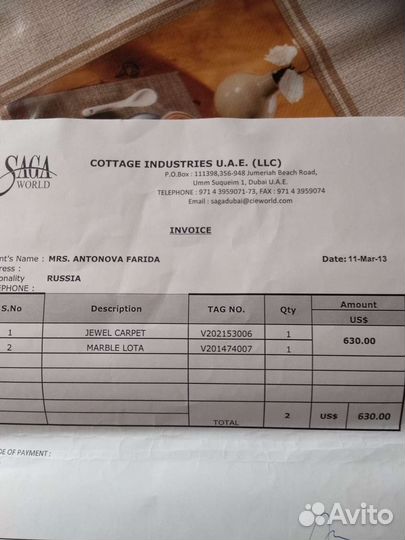 SAGA
WORLD
COTTAGE INDUSTRIES U.A.E. (LLC)
P.O.Box : 111398,356-948 Jumeriah Beach Road,
Umm Suqueim 1, Dubai U.A.E.
TELEPHONE : 971 4 3959071-73, FAX : 971 4 3959074
Email : sagadubai@cieworld.com
INVOICE
ent's Name : MRS. ANTONOVA FARIDA Date: 11-Mar-13
ress :
onality RUSSIA
EPHONE :
S.No Description TAG NO. Qty Amount
US$
1 JEWEL CARPET V202153006 1 630.00
2 MARBLE LOTA V201474007 1
TOTAL 2 US$ 630.00
DE OF PAYMENT :
Avito